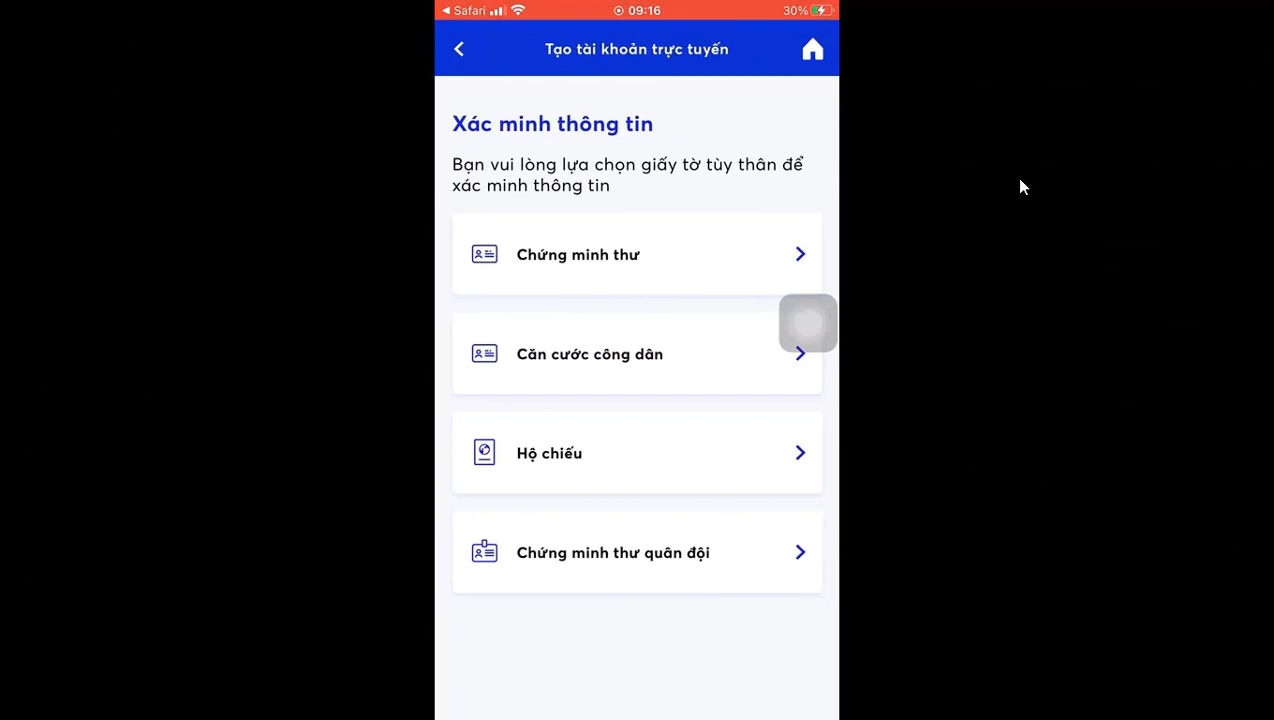 Safari 09:16 30%
Tạo tài khoản trực tuyến
Xác minh thông tin
Bạn vui lòng lựa chọn giấy tờ tùy thân để
xác minh thông tin
Chứng minh thư
Căn cước công dân
Hộ chiếu
Chứng minh thư quân đội